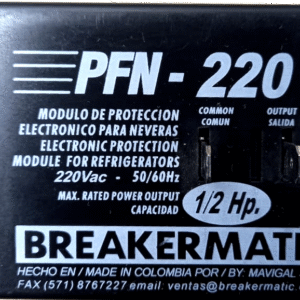 PFN - 220
COMMON OUTPUT
COMUN SALIDA
MODULO DE PROTECCION
ELECTRONICO PARA NEVERAS
ELECTRONIC PROTECTION
MODULE FOR REFRIGERATORS
220Vac - 50/60Hz
MAX. RATED POWER OUTPUT
CAPACIDAD
1/2 Hp.
BREAKERMATI
HECHO EN / MADE IN COLOMBIA POR / BY: MAVIGAL
FAX (571) 8767227 email: ventas@breakermatic.